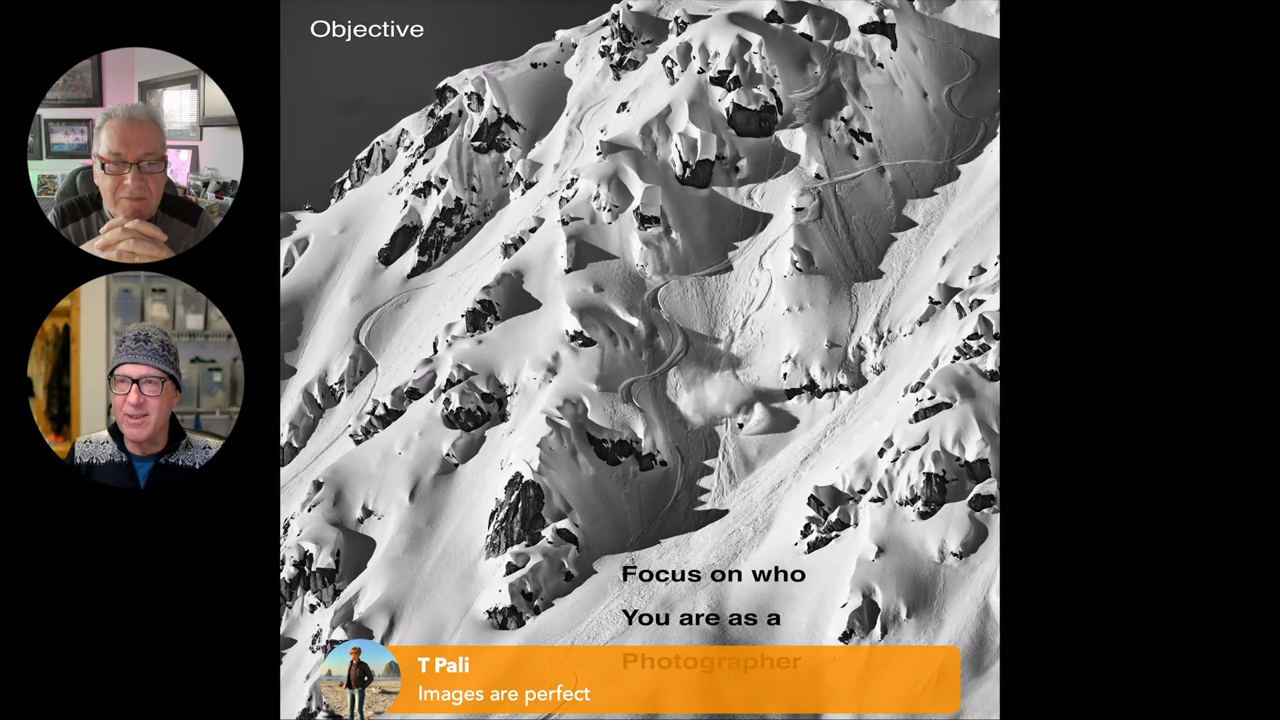 Objective
Focus on who
You are as a
Photographer
T Pali
Images are perfect